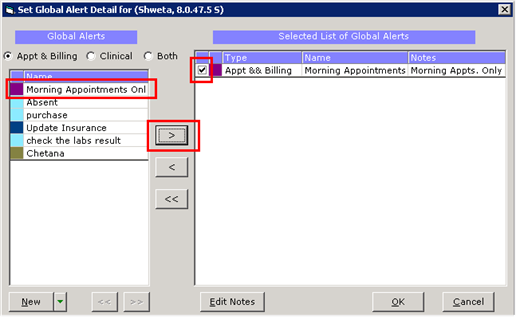 Set Global Alert Detail for (Shweta, 8.0.47.5 S)
Global Alerts
Selected List of Global Alerts
Appt & Billing Clinical Both
Name
Morning Appointments Onl
Absent
purchase
Update Insurance
check the labs result
Chetana
>
<
<<
Type Name Notes
Appt && Billing Morning Appointments Morning Appts. Only
New << >> Edit Notes OK Cancel